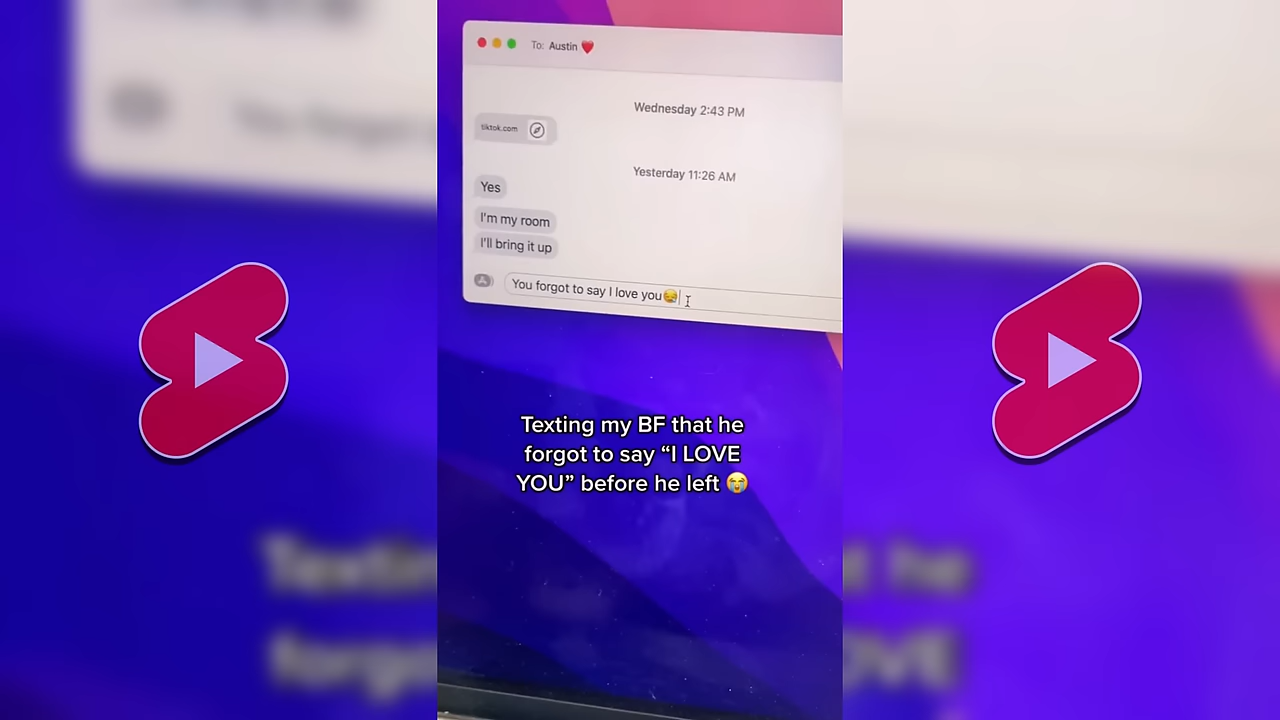 To: Austin ❤️
Wednesday 2:43 PM
tiktok.com
Yesterday 11:26 AM
Yes
I'm my room
I'll bring it up
You forgot to say I love you😪
Texting my BF that he
forgot to say “I LOVE
YOU” before he left 😭